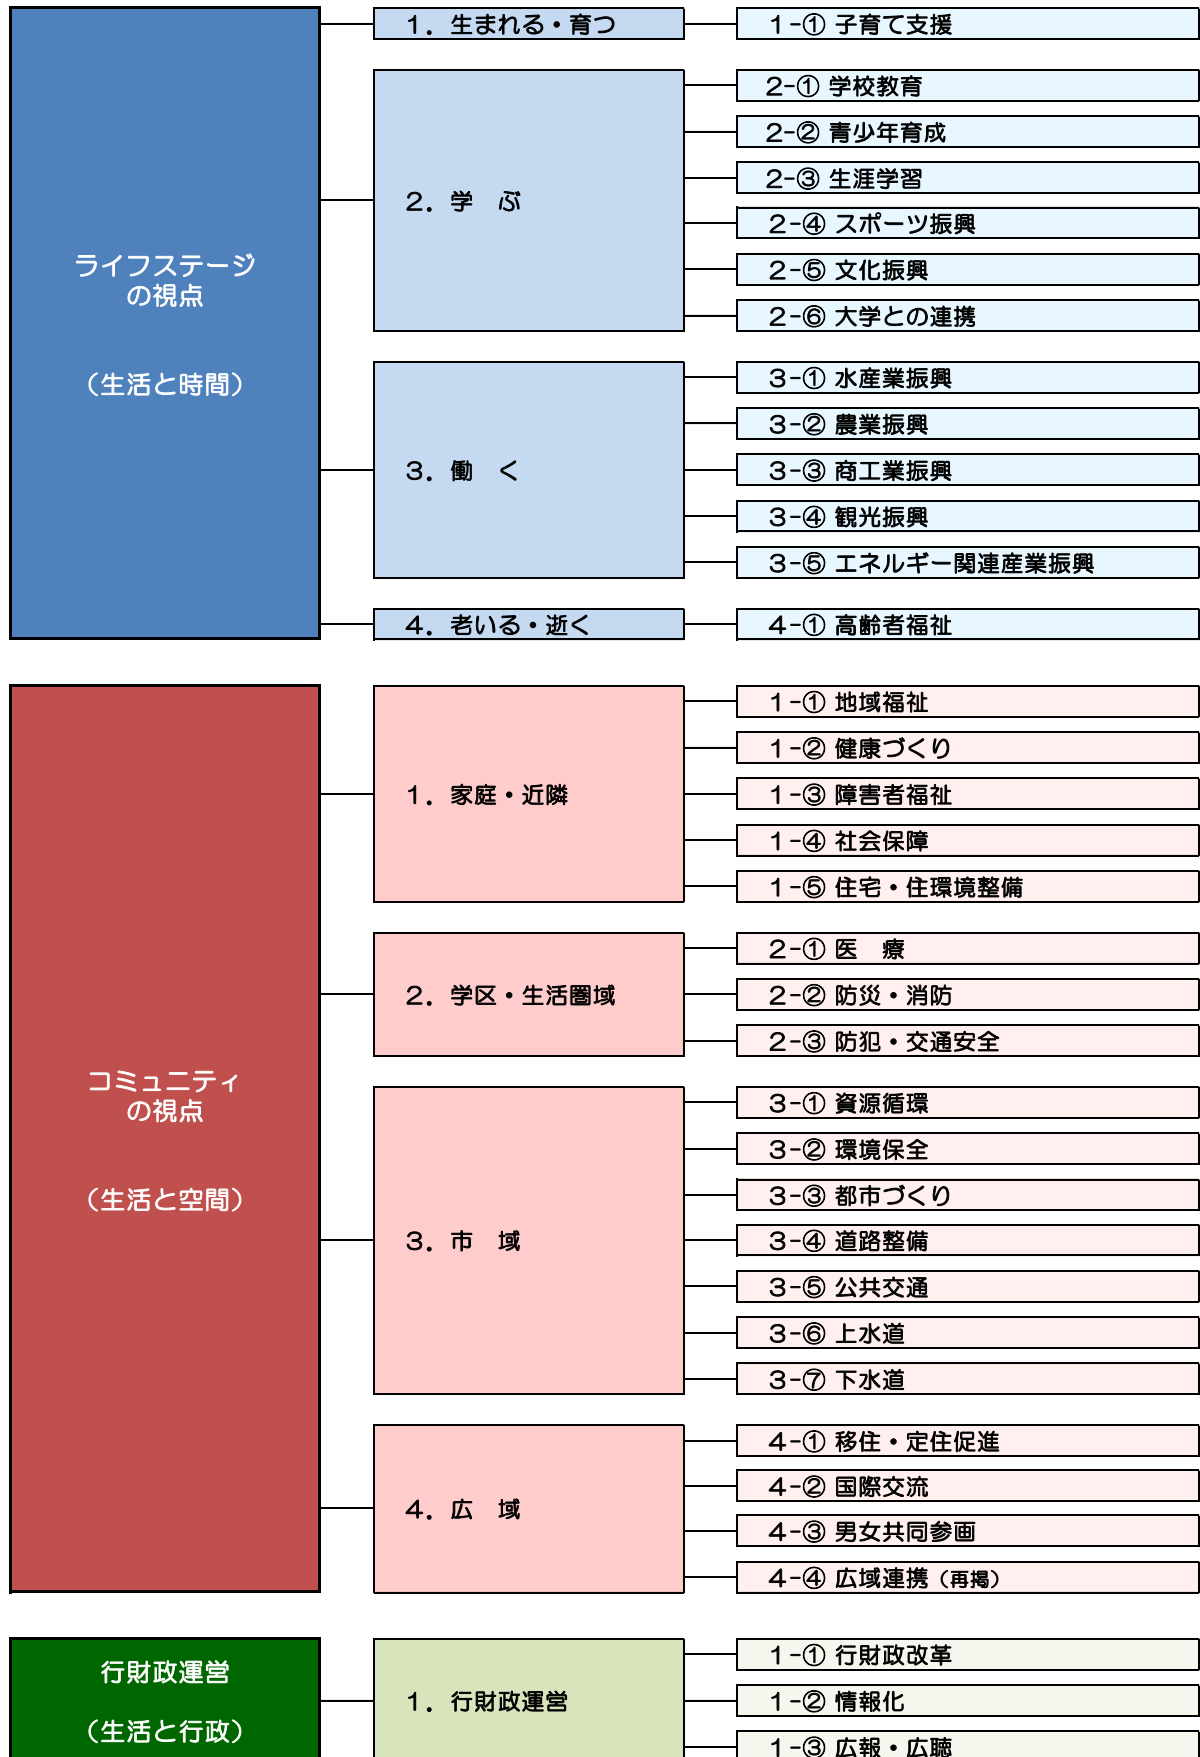 ライフステージ
の視点
（生活と時間）
1．生まれる・育つ
1-① 子育て支援
2．学　ぶ
2-① 学校教育
2-② 青少年育成
2-③ 生涯学習
2-④ スポーツ振興
2-⑤ 文化振興
2-⑥ 大学との連携
3．働　く
3-① 水産業振興
3-② 農業振興
3-③ 商工業振興
3-④ 観光振興
3-⑤ エネルギー関連産業振興
4．老いる・逝く
4-① 高齢者福祉
コミュニティ
の視点
（生活と空間）
1．家庭・近隣
1-① 地域福祉
1-② 健康づくり
1-③ 障害者福祉
1-④ 社会保障
1-⑤ 住宅・住環境整備
2．学区・生活圏域
2-① 医　療
2-② 防災・消防
2-③ 防犯・交通安全
3．市　域
3-① 資源循環
3-② 環境保全
3-③ 都市づくり
3-④ 道路整備
3-⑤ 公共交通
3-⑥ 上水道
3-⑦ 下水道
4．広　域
4-① 移住・定住促進
4-② 国際交流
4-③ 男女共同参画
4-④ 広域連携（再掲）
行財政運営
（生活と行政）
1．行財政運営
1-① 行財政改革
1-② 情報化
1-③ 広報・広聴